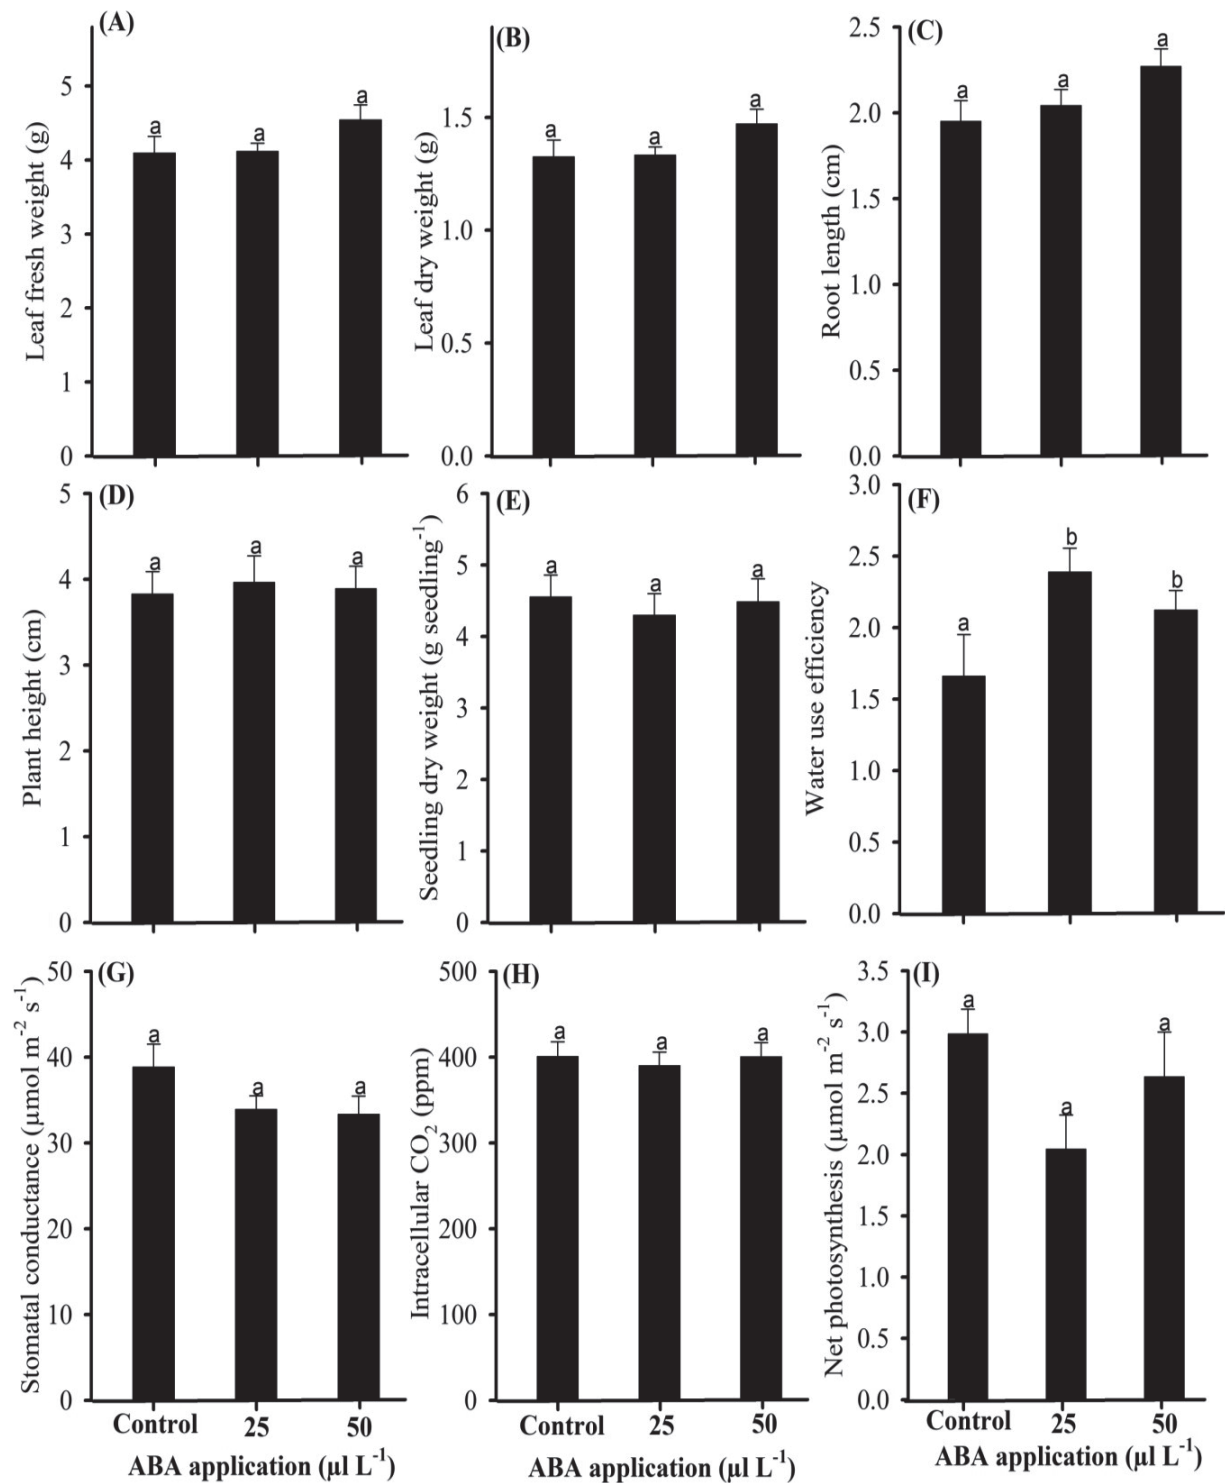 (A)
Leaf fresh weight (g)
5
4
3
2
1
0
a
a
a
(B)
Leaf dry weight (g)
1.5
1.0
0.5
0.0
a
a
a
(C)
Root length (cm)
2.5
2.0
1.5
1.0
0.5
0.0
a
a
a
(D)
Plant height (cm)
5
4
3
2
1
0
a
a
a
(E)
Seedling dry weight (g seedling⁻¹)
6
5
4
3
2
1
0
a
a
a
(F)
Water use efficiency
3.0
2.5
2.0
1.5
1.0
0.5
0.0
a
b
b
(G)
Stomatal conductance (µmol m⁻² s⁻¹)
50
40
30
20
10
0
a
a
a
Control 25 50
ABA application (µl L⁻¹)
(H)
Intracellular CO₂ (ppm)
500
400
300
200
100
0
a
a
a
Control 25 50
ABA application (µl L⁻¹)
(I)
Net photosynthesis (µmol m⁻² s⁻¹)
3.5
3.0
2.5
2.0
1.5
1.0
0.5
0.0
a
a
a
Control 25 50
ABA application (µl L⁻¹)